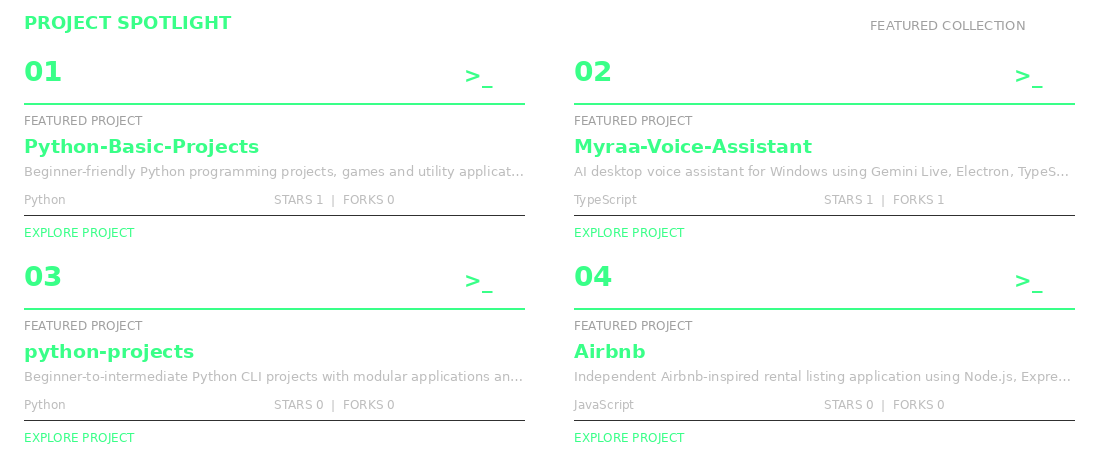 PROJECT SPOTLIGHT
FEATURED COLLECTION
01 >_
FEATURED PROJECT
Python-Basic-Projects
Beginner-friendly Python programming projects, games and utility applicat...
Python STARS 1 | FORKS 0
EXPLORE PROJECT
02 >_
FEATURED PROJECT
Myraa-Voice-Assistant
AI desktop voice assistant for Windows using Gemini Live, Electron, TypeS...
TypeScript STARS 1 | FORKS 1
EXPLORE PROJECT
03 >_
FEATURED PROJECT
python-projects
Beginner-to-intermediate Python CLI projects with modular applications an...
Python STARS 0 | FORKS 0
EXPLORE PROJECT
04 >_
FEATURED PROJECT
Airbnb
Independent Airbnb-inspired rental listing application using Node.js, Expre...
JavaScript STARS 0 | FORKS 0
EXPLORE PROJECT